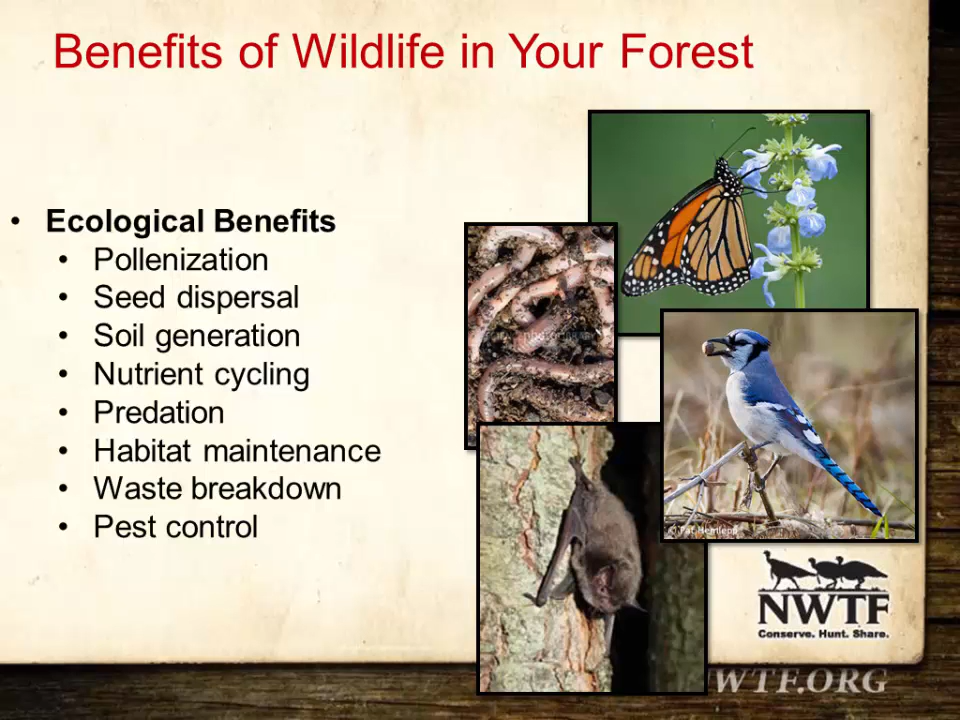 Benefits of Wildlife in Your Forest
• Ecological Benefits
• Pollenization
• Seed dispersal
• Soil generation
• Nutrient cycling
• Predation
• Habitat maintenance
• Waste breakdown
• Pest control
NWTF
Conserve. Hunt. Share.
WTF.ORG